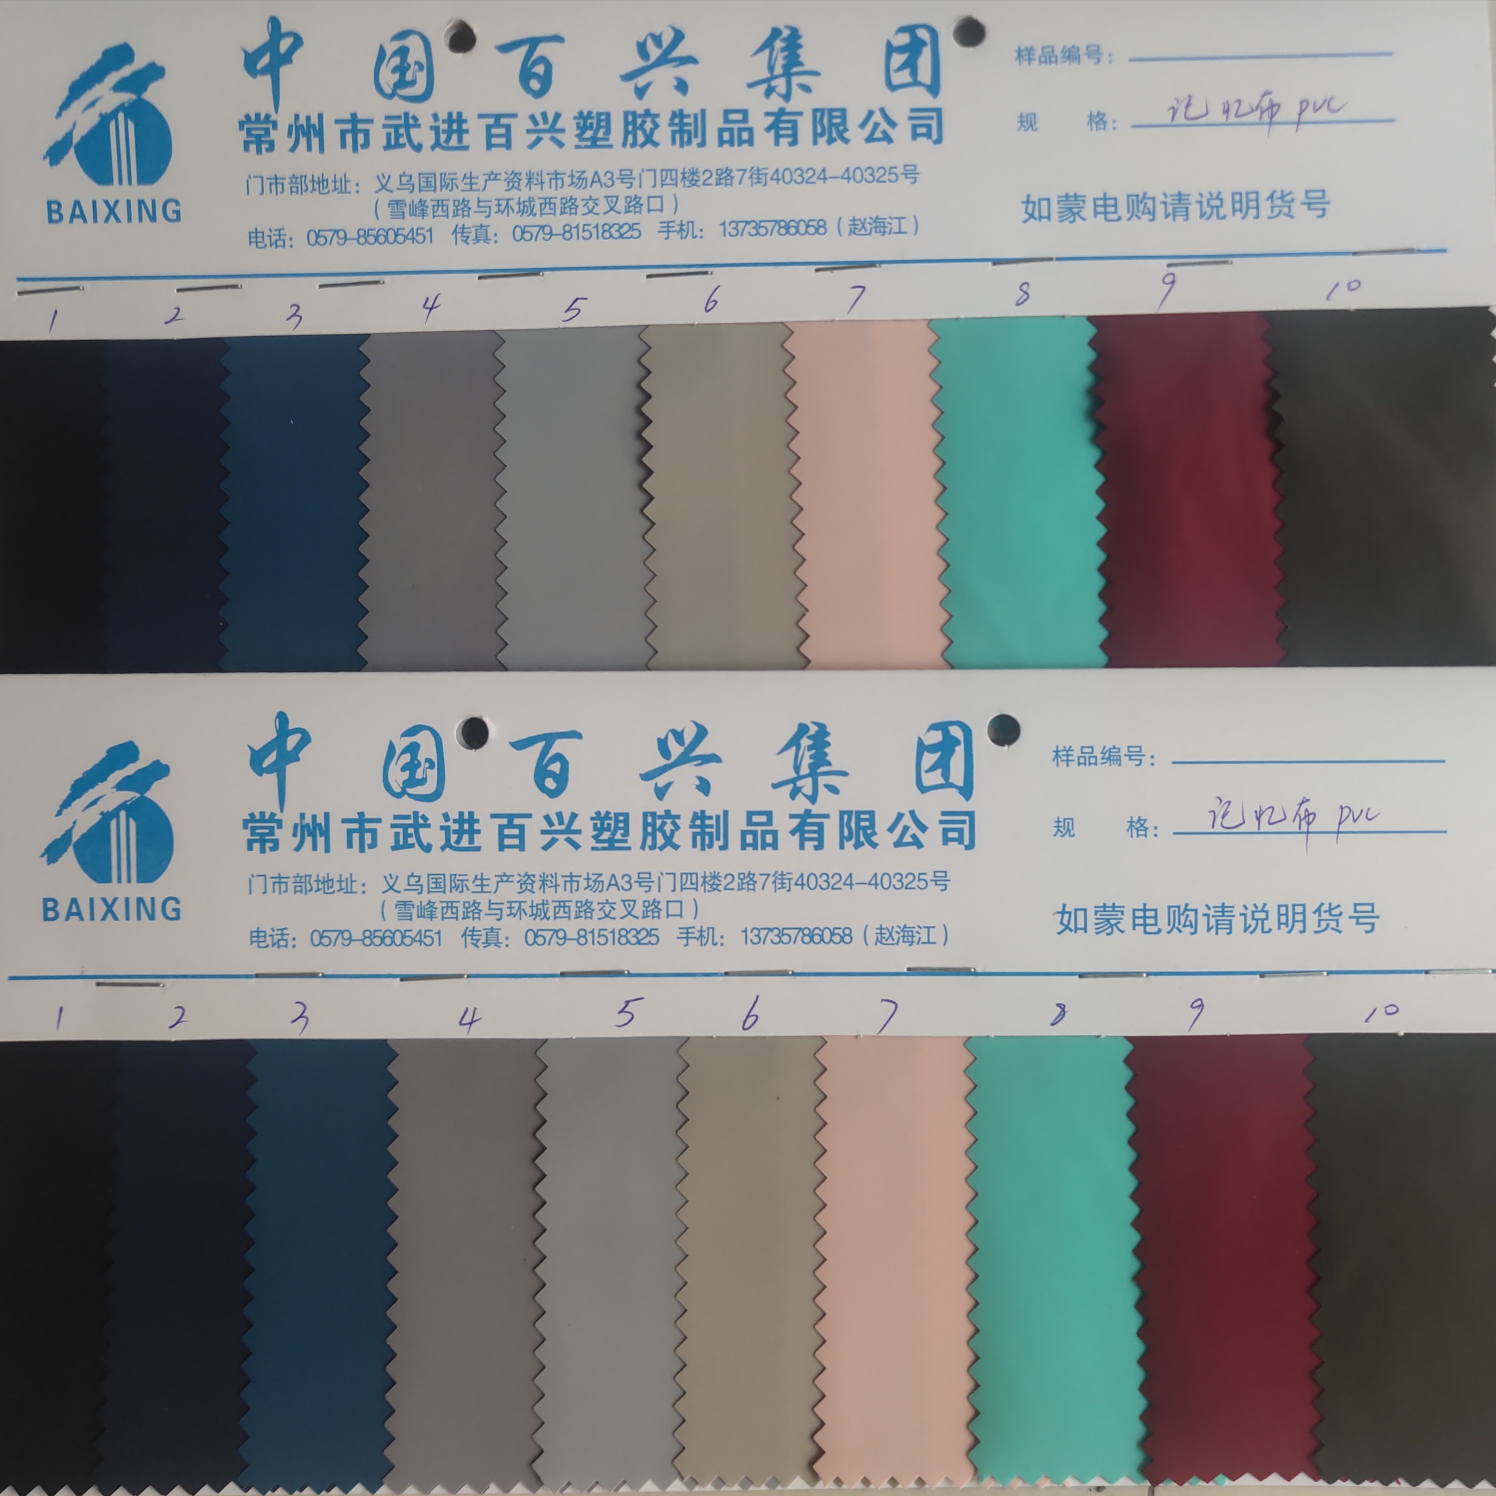 中国百兴集团
常州市武进百兴塑胶制品有限公司
门市部地址：义乌国际生产资料市场A3号门四楼2路7街40324-40325号
（雪峰西路与环城西路交叉路口）
电话：0579-85605451 传真：0579-81518325 手机：13735786058（赵海江）
BAIXING
样品编号：
规 格：记忆布 PVC
如蒙电购请说明货号
1 2 3 4 5 6 7 8 9 10
中国百兴集团
常州市武进百兴塑胶制品有限公司
门市部地址：义乌国际生产资料市场A3号门四楼2路7街40324-40325号
（雪峰西路与环城西路交叉路口）
电话：0579-85605451 传真：0579-81518325 手机：13735786058（赵海江）
BAIXING
样品编号：
规 格：记忆布 PVC
如蒙电购请说明货号
1 2 3 4 5 6 7 8 9 10